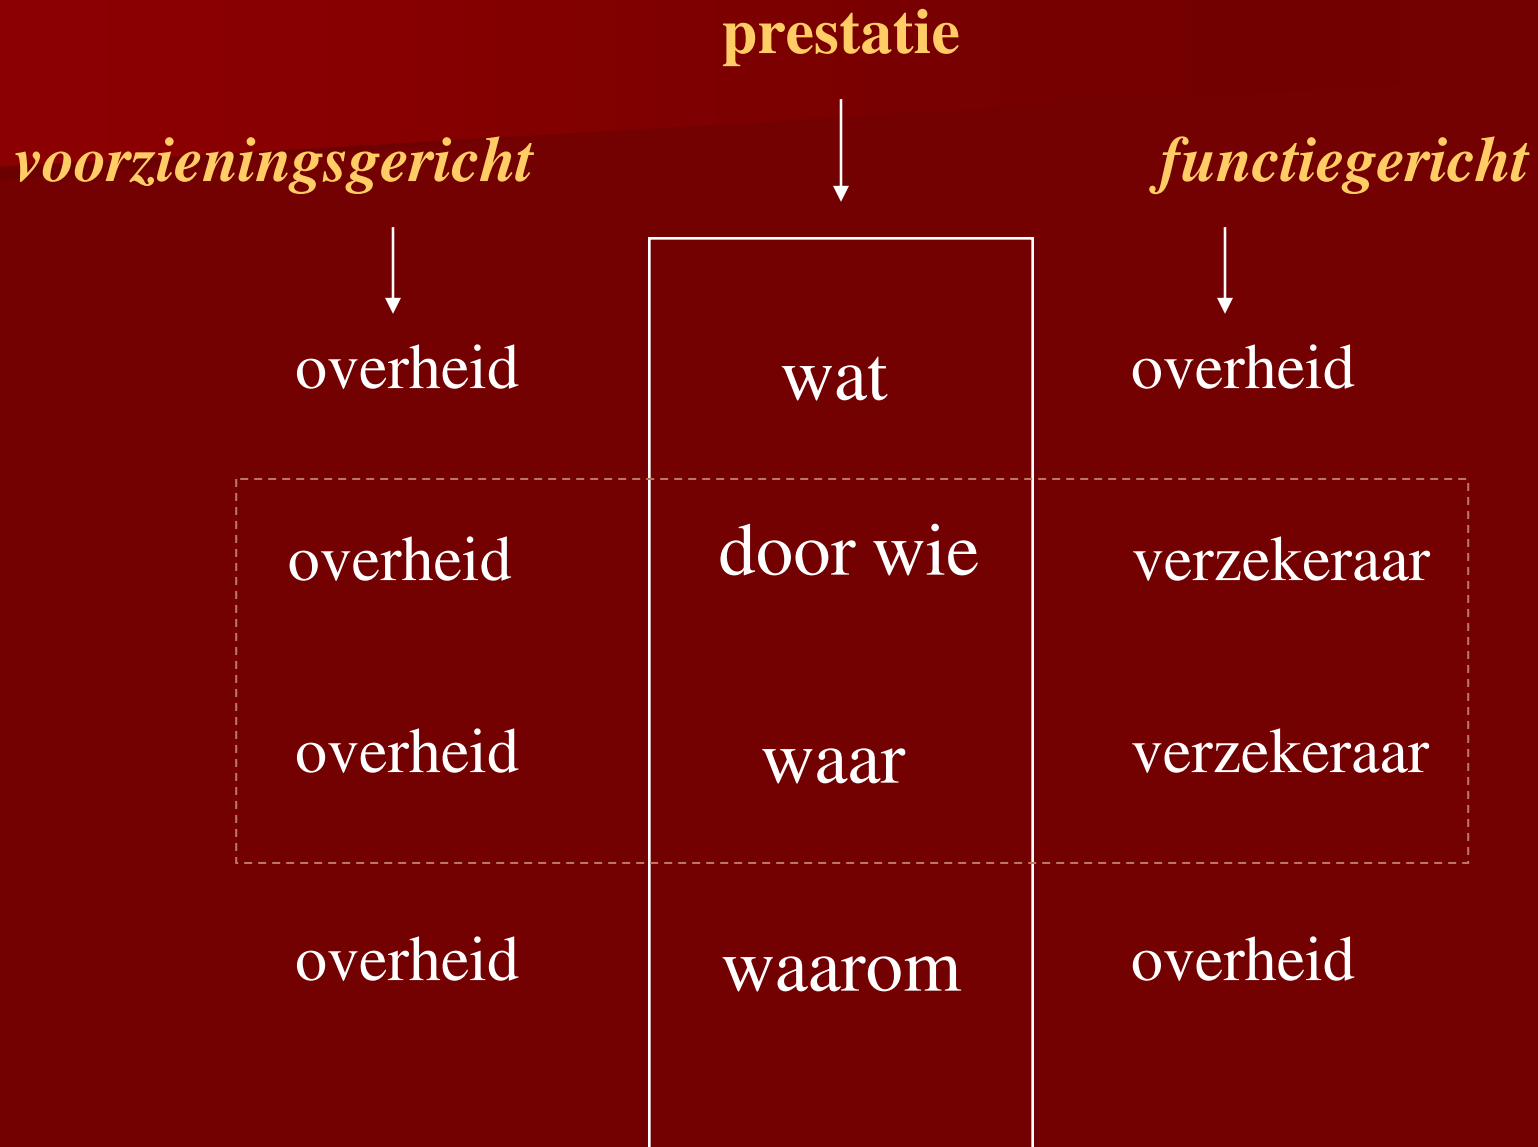 prestatie
voorzieningsgericht functiegericht
overheid wat overheid
overheid door wie verzekeraar
overheid waar verzekeraar
overheid waarom overheid